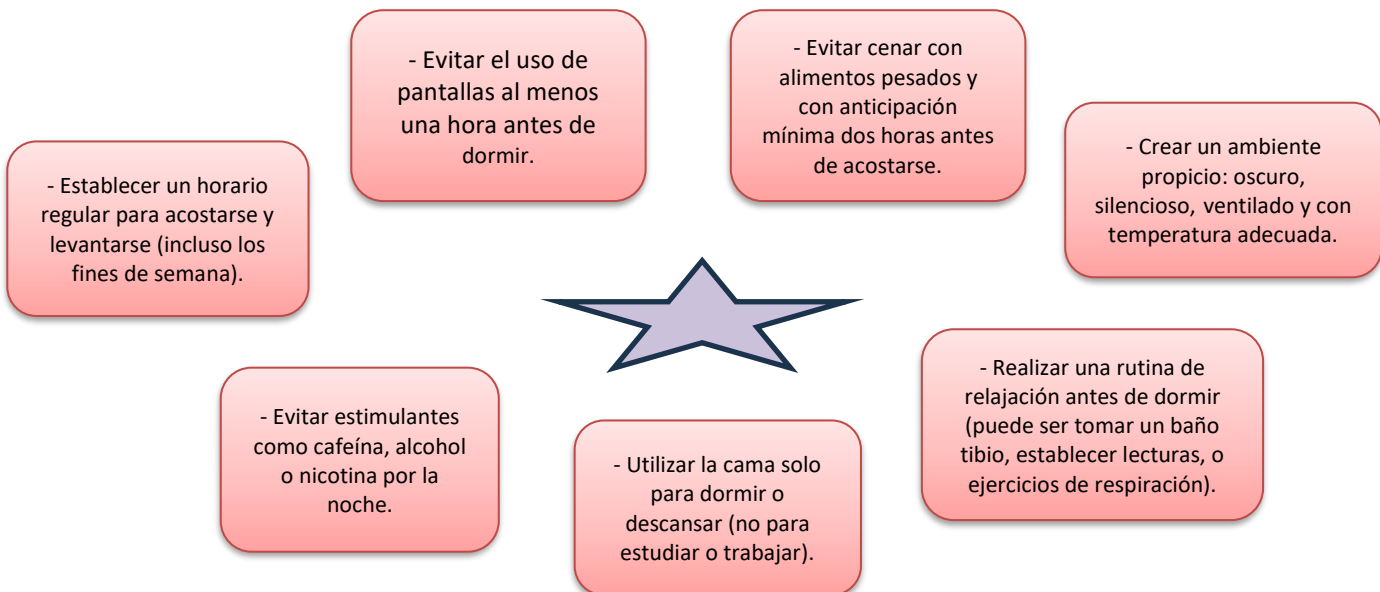 - Establecer un horario
regular para acostarse y
levantarse (incluso los
fines de semana).
- Evitar el uso de
pantallas al menos
una hora antes de
dormir.
- Evitar cenar con
alimentos pesados y
con anticipación
mínima dos horas antes
de acostarse.
- Crear un ambiente
propicio: oscuro,
silencioso, ventilado y con
temperatura adecuada.
- Evitar estimulantes
como cafeína, alcohol
o nicotina por la
noche.
- Utilizar la cama solo
para dormir o
descansar (no para
estudiar o trabajar).
- Realizar una rutina de
relajación antes de dormir
(puede ser tomar un baño
tibio, establecer lecturas, o
ejercicios de respiración).